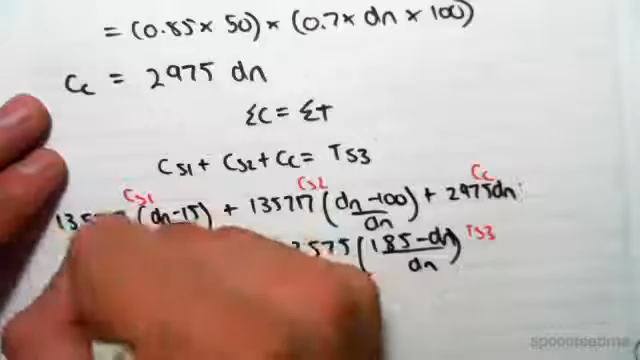 = (0.85 × 50) × (0.7 × dn × 100)
Cc = 2975 dn
ΣC = ΣT
Cs1 + Cs2 + Cc = Ts3
Cs1 Cs2 Cc
(dn-15) + 135717 (dn-100)/dn + 2975dn
(185-dn)/dn Ts3
spoonfeedme